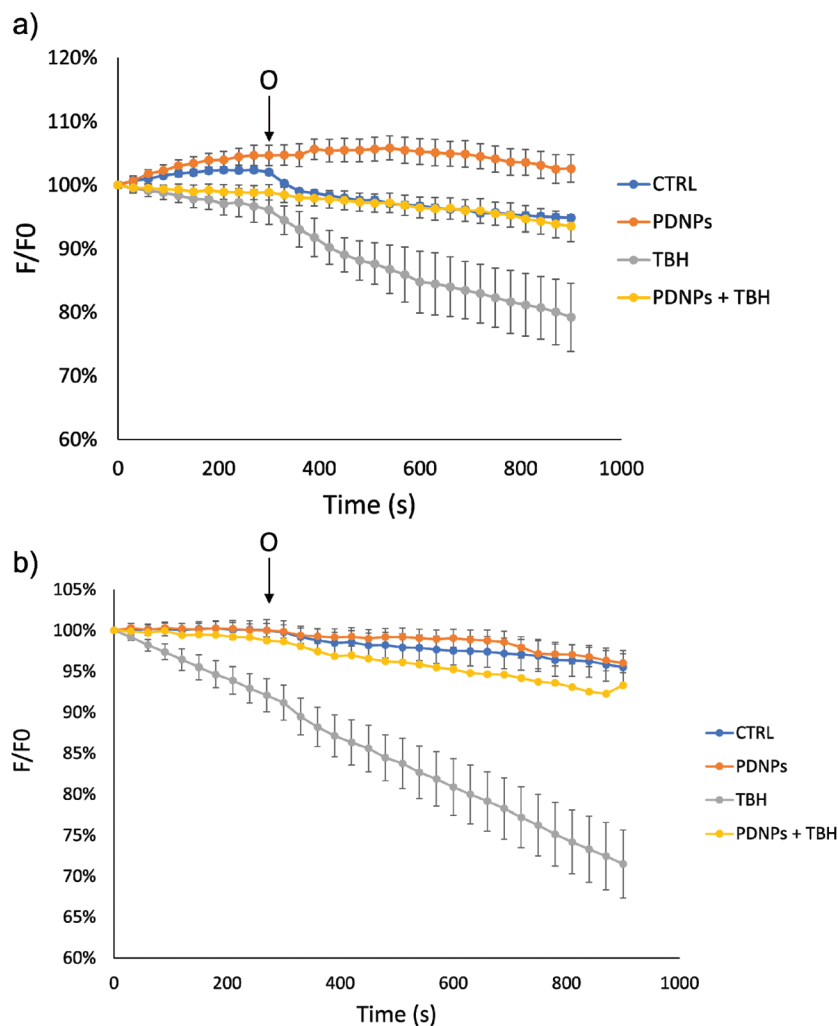 a)
120%
O
110%
100%
90%
80%
70%
60%
F/F0
0
200
400
600
800
1000
Time (s)
CTRL
PDNPs
TBH
PDNPs + TBH
b)
O
105%
100%
95%
90%
85%
80%
75%
70%
65%
60%
F/F0
0
200
400
600
800
1000
Time (s)
CTRL
PDNPs
TBH
PDNPs + TBH